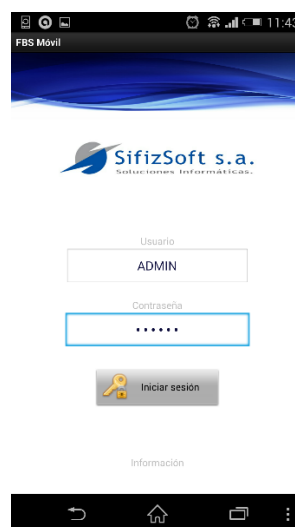 11:43
FBS Móvil
SifizSoft s.a.
Soluciones Informáticas.
Usuario
ADMIN
Contraseña
••••••
Iniciar sesión
Información